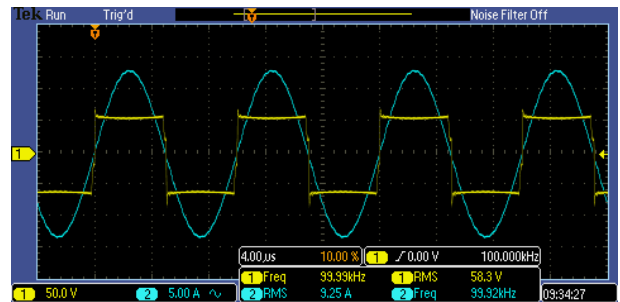 Tek Run Trig'd Noise Filter Off
T
T
1
4.00µs 10.00 % 1 ∫ 0.00 V 100.000kHz
1 Freq 99.99kHz 1 RMS 58.3 V
1 50.0 V 2 5.00 A 2 RMS 9.25 A 2 Freq 99.92kHz 09:34:27